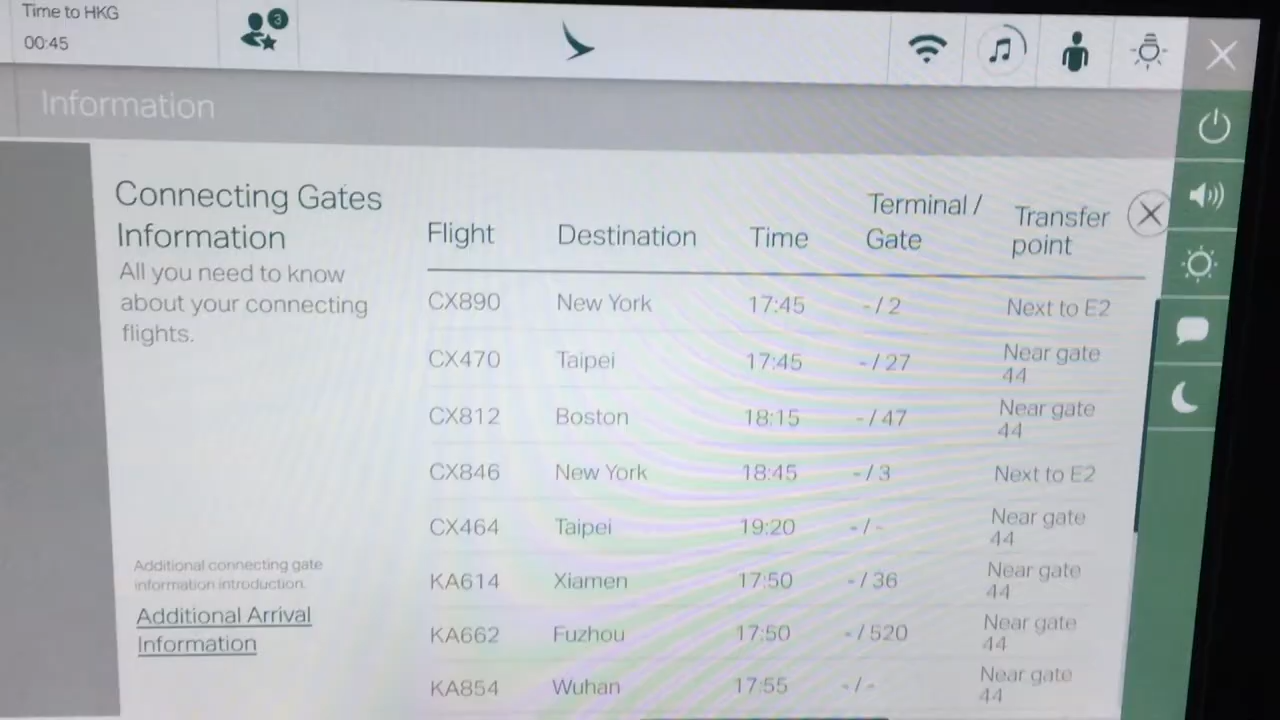 Time to HKG
00:45
3
Information
Connecting Gates
Information
All you need to know
about your connecting
flights.
Additional connecting gate
information introduction.
Additional Arrival
Information
Flight Destination Time Terminal / Gate Transfer point
CX890 New York 17:45 - / 2 Next to E2
CX470 Taipei 17:45 - / 27 Near gate 44
CX812 Boston 18:15 - / 47 Near gate 44
CX846 New York 18:45 - / 3 Next to E2
CX464 Taipei 19:20 - / - Near gate 44
KA614 Xiamen 17:50 - / 36 Near gate 44
KA662 Fuzhou 17:50 - / 520 Near gate 44
KA854 Wuhan 17:55 - / - Near gate 44